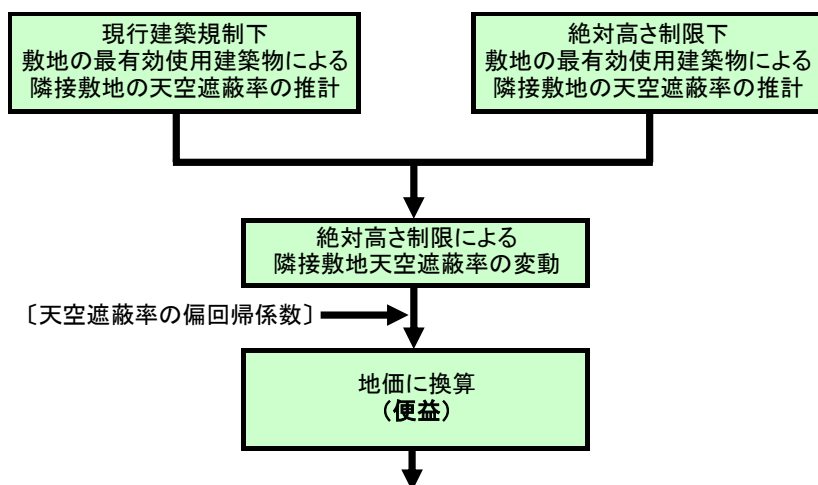 現行建築規制下
敷地の最有効使用建築物による
隣接敷地の天空遮蔽率の推計
絶対高さ制限下
敷地の最有効使用建築物による
隣接敷地の天空遮蔽率の推計
絶対高さ制限による
隣接敷地天空遮蔽率の変動
〔天空遮蔽率の偏回帰係数〕
地価に換算
（便益）